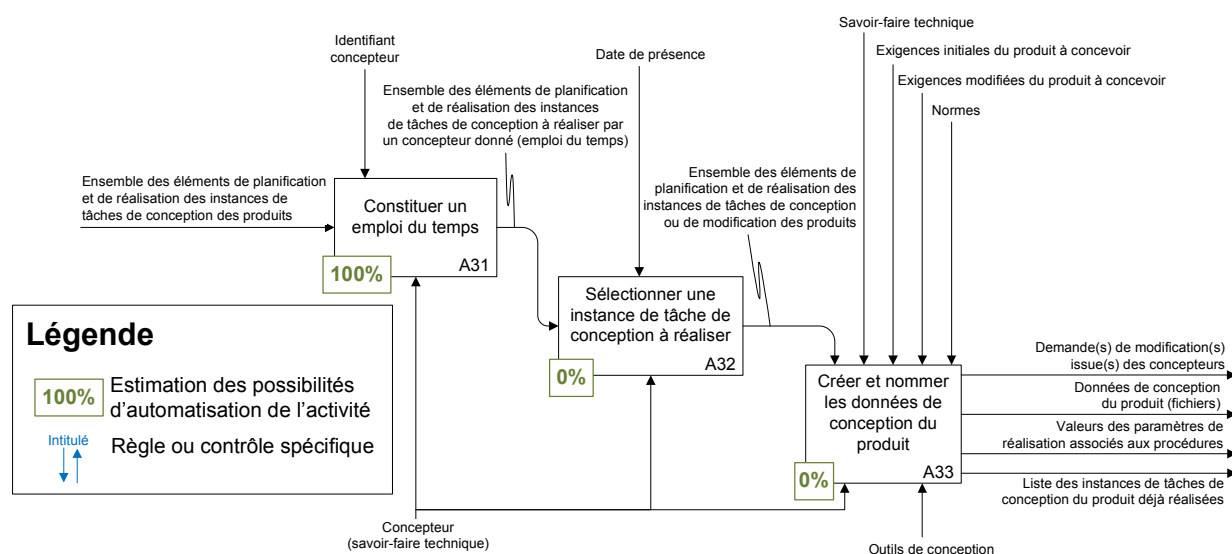 Savoir-faire technique
Identifiant
concepteur
Date de présence
Exigences initiales du produit à concevoir
Exigences modifiées du produit à concevoir
Normes
Ensemble des éléments de planification
et de réalisation des instances
de tâches de conception à réaliser par
un concepteur donné (emploi du temps)
Ensemble des éléments de planification
et de réalisation des instances de
tâches de conception des produits
Constituer un
emploi du temps
A31
100%
Ensemble des éléments de
planification et de réalisation des
instances de tâches de conception
ou de modification des produits
Sélectionner une
instance de tâche de
conception à réaliser
A32
0%
Légende
100%
Estimation des possibilités
d’automatisation de l’activité
Intitulé
Règle ou contrôle spécifique
Créer et nommer
les données de
conception du
produit
A33
0%
Demande(s) de modification(s)
issue(s) des concepteurs
Données de conception
du produit (fichiers)
Valeurs des paramètres de
réalisation associés aux procédures
Liste des instances de tâches de
conception du produit déjà réalisées
Concepteur
(savoir-faire technique)
Outils de conception